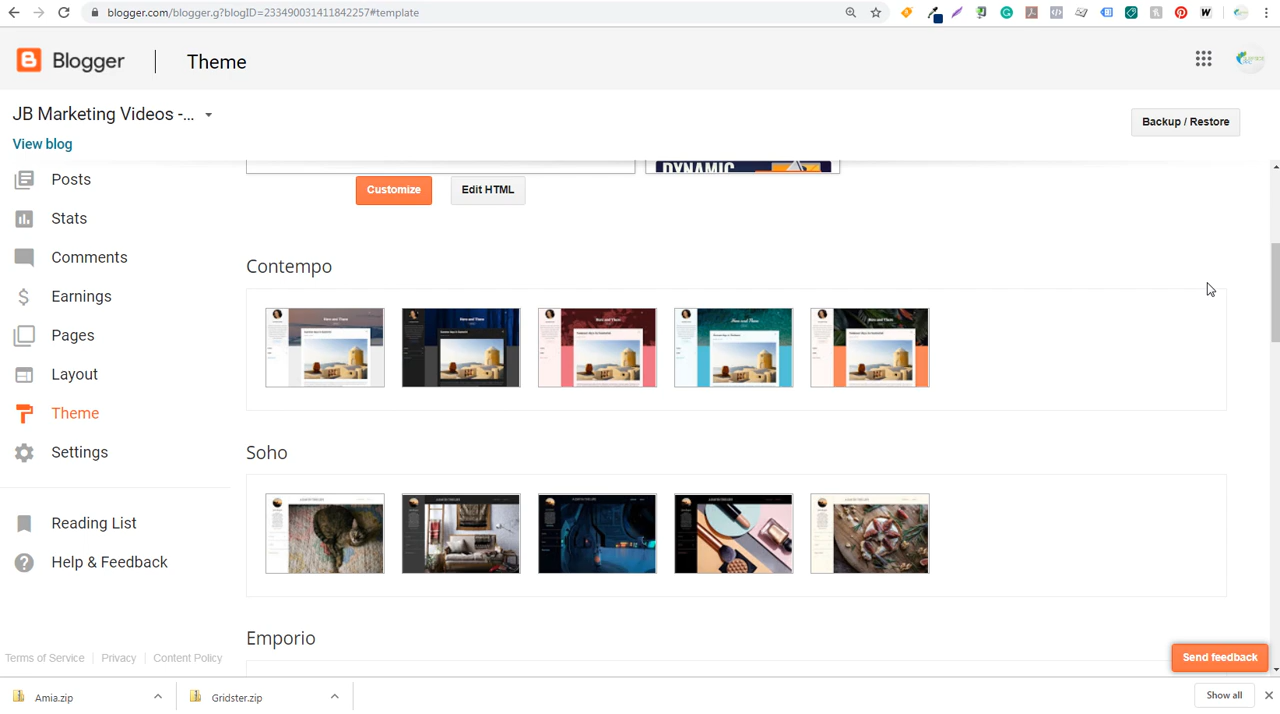 blogger.com/blogger.g?blogID=233490031411842257#template
Blogger
Theme
JB Marketing Videos -...
View blog
Backup / Restore
DYNAMIC
Customize
Edit HTML
Posts
Stats
Comments
Earnings
Pages
Layout
Theme
Settings
Reading List
Help & Feedback
Contempo
Soho
Emporio
Terms of Service
Privacy
Content Policy
Send feedback
Amia.zip
Gridster.zip
Show all